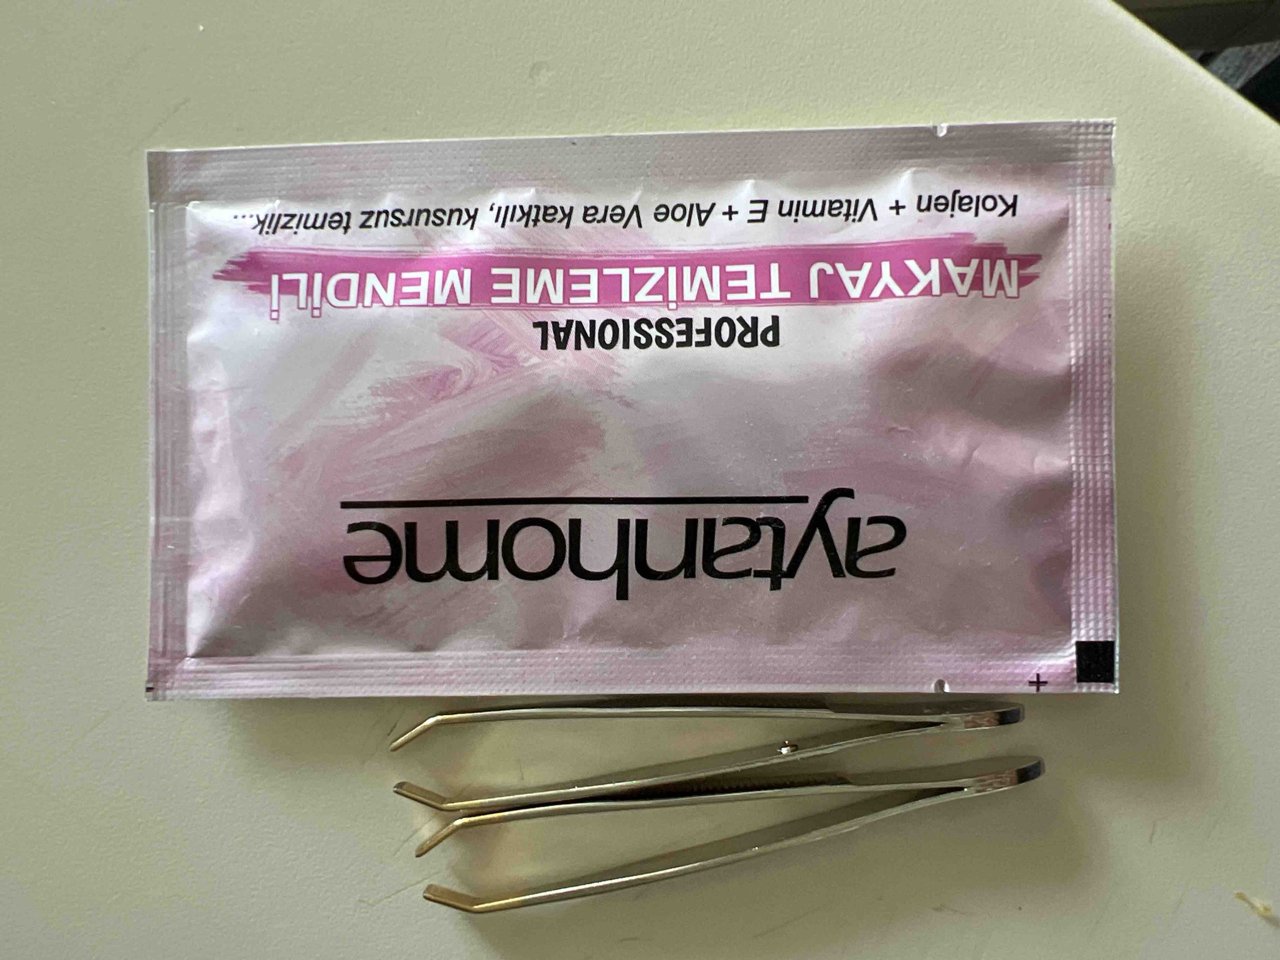 aytanhome
PROFESSIONAL
MAKYAJ TEMİZLEME MENDİLİ
Kolajen + Vitamin E + Aloe Vera katkılı, kusursuz temizlik...